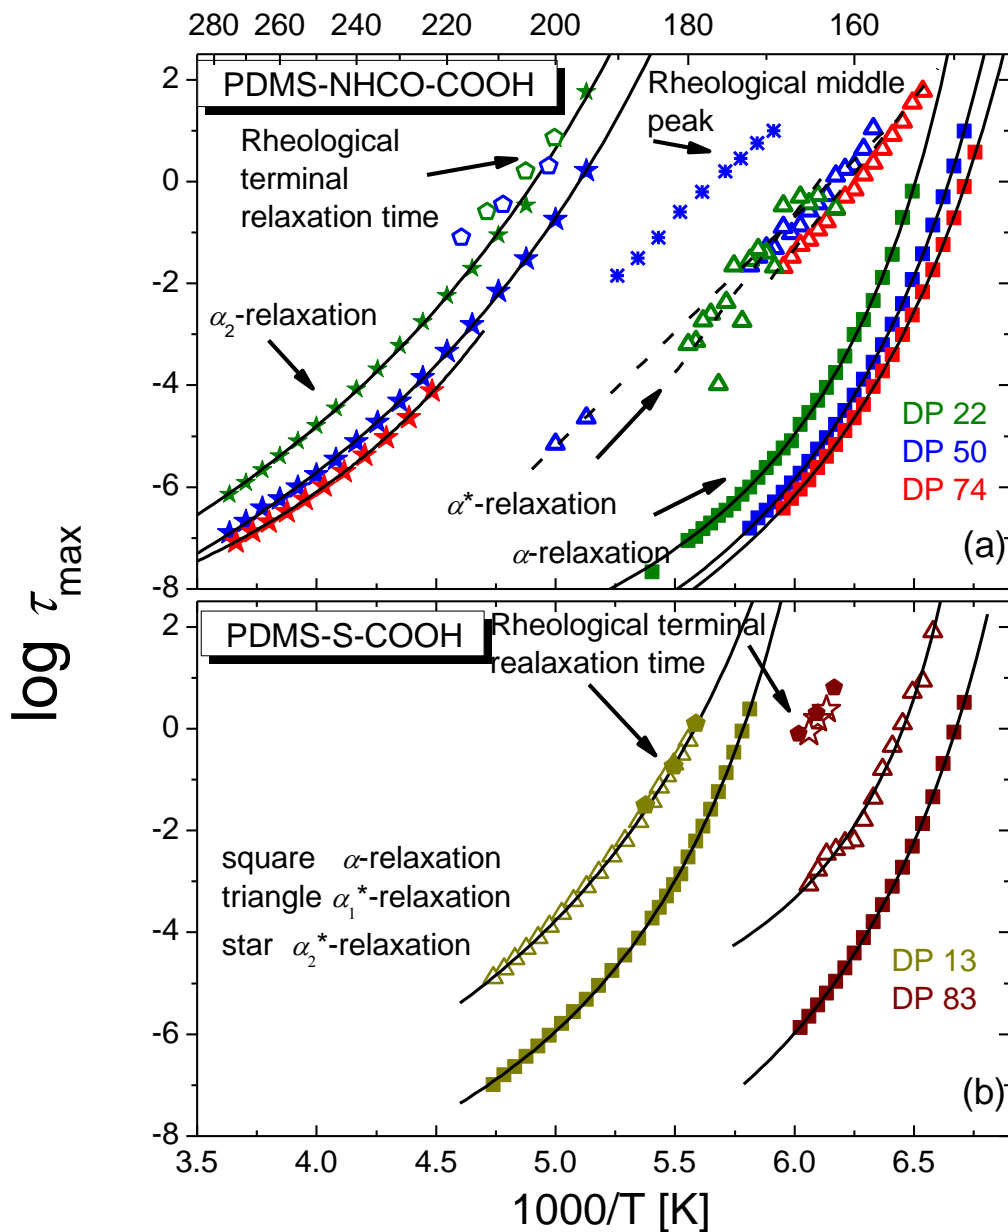 280 260 240 220 200 180 160
2
0
-2
-4
-6
-8
PDMS-NHCO-COOH
Rheological middle
peak
Rheological
terminal
relaxation time
α2-relaxation
α*-relaxation
α-relaxation
DP 22
DP 50
DP 74
(a)
log τmax
2
0
-2
-4
-6
-8
PDMS-S-COOH
Rheological terminal
realaxation time
square α-relaxation
triangle α1*-relaxation
star α2*-relaxation
DP 13
DP 83
(b)
3.5 4.0 4.5 5.0 5.5 6.0 6.5
1000/T [K]